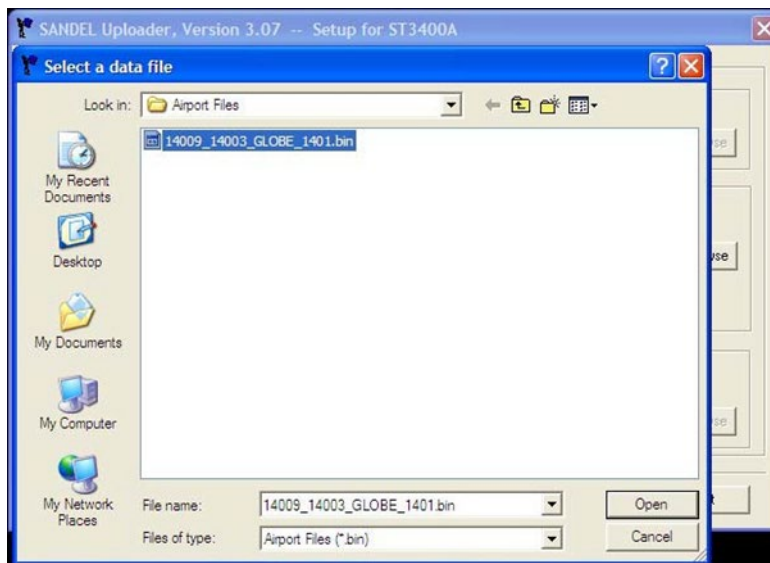 SANDEL Uploader, Version 3.07 -- Setup for ST3400A
Select a data file
Look in: Airport Files
14009_14003_GLOBE_1401.bin
My Recent
Documents
Desktop
My Documents
My Computer
My Network
Places
File name: 14009_14003_GLOBE_1401.bin Open
Files of type: Airport Files (*.bin) Cancel